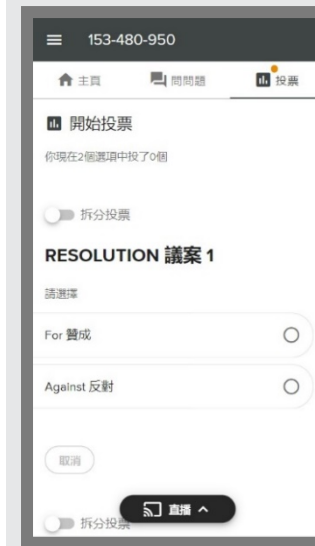 153-480-950
主頁 問問題 投票
開始投票
你現在2個選項中投了0個
拆分投票
RESOLUTION 議案 1
請選擇
For 贊成
Against 反對
取消
直播
拆分投票